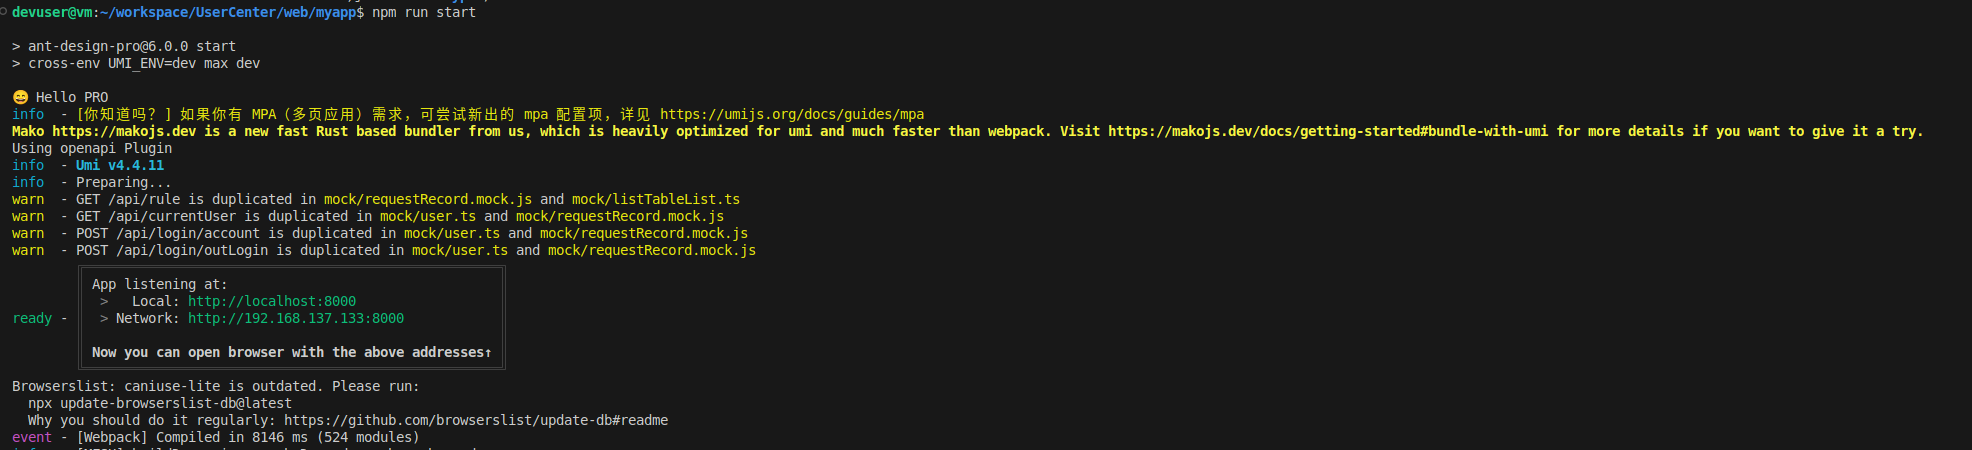 devuser@vm:~/workspace/UserCenter/web/myapp$ npm run start
> ant-design-pro@6.0.0 start
> cross-env UMI_ENV=dev max dev
😄 Hello PRO
info  - [你知道吗？] 如果你有 MPA（多页应用）需求，可尝试新出的 mpa 配置项，详见 https://umijs.org/docs/guides/mpa
Mako https://makojs.dev is a new fast Rust based bundler from us, which is heavily optimized for umi and much faster than webpack. Visit https://makojs.dev/docs/getting-started#bundle-with-umi for more details if you want to give it a try.
Using openapi Plugin
info  - Umi v4.4.11
info  - Preparing...
warn  - GET /api/rule is duplicated in mock/requestRecord.mock.js and mock/listTableList.ts
warn  - GET /api/currentUser is duplicated in mock/user.ts and mock/requestRecord.mock.js
warn  - POST /api/login/account is duplicated in mock/user.ts and mock/requestRecord.mock.js
warn  - POST /api/login/outLogin is duplicated in mock/user.ts and mock/requestRecord.mock.js
App listening at:
>   Local: http://localhost:8000
ready - > Network: http://192.168.137.133:8000
Now you can open browser with the above addresses↑
Browserslist: caniuse-lite is outdated. Please run:
npx update-browserslist-db@latest
Why you should do it regularly: https://github.com/browserslist/update-db#readme
event - [Webpack] Compiled in 8146 ms (524 modules)